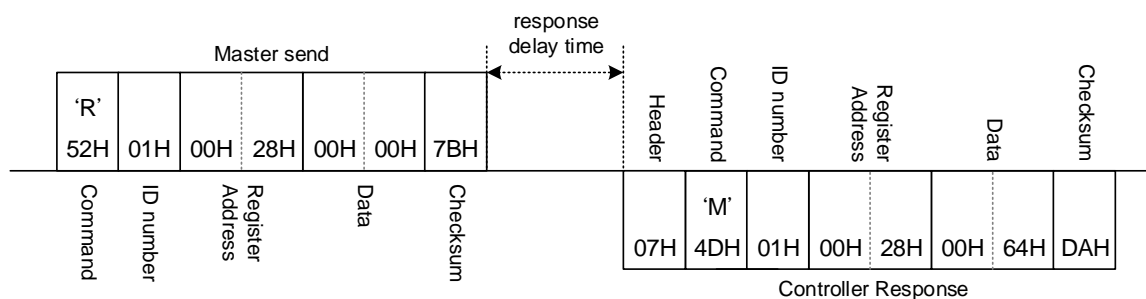 response
delay time
Master send
'R'
52H 01H 00H 28H 00H 00H 7BH
Command
ID number
Register
Address
Data
Checksum
Header
Command
ID number
Register
Address
Data
Checksum
'M'
07H 4DH 01H 00H 28H 00H 64H DAH
Controller Response